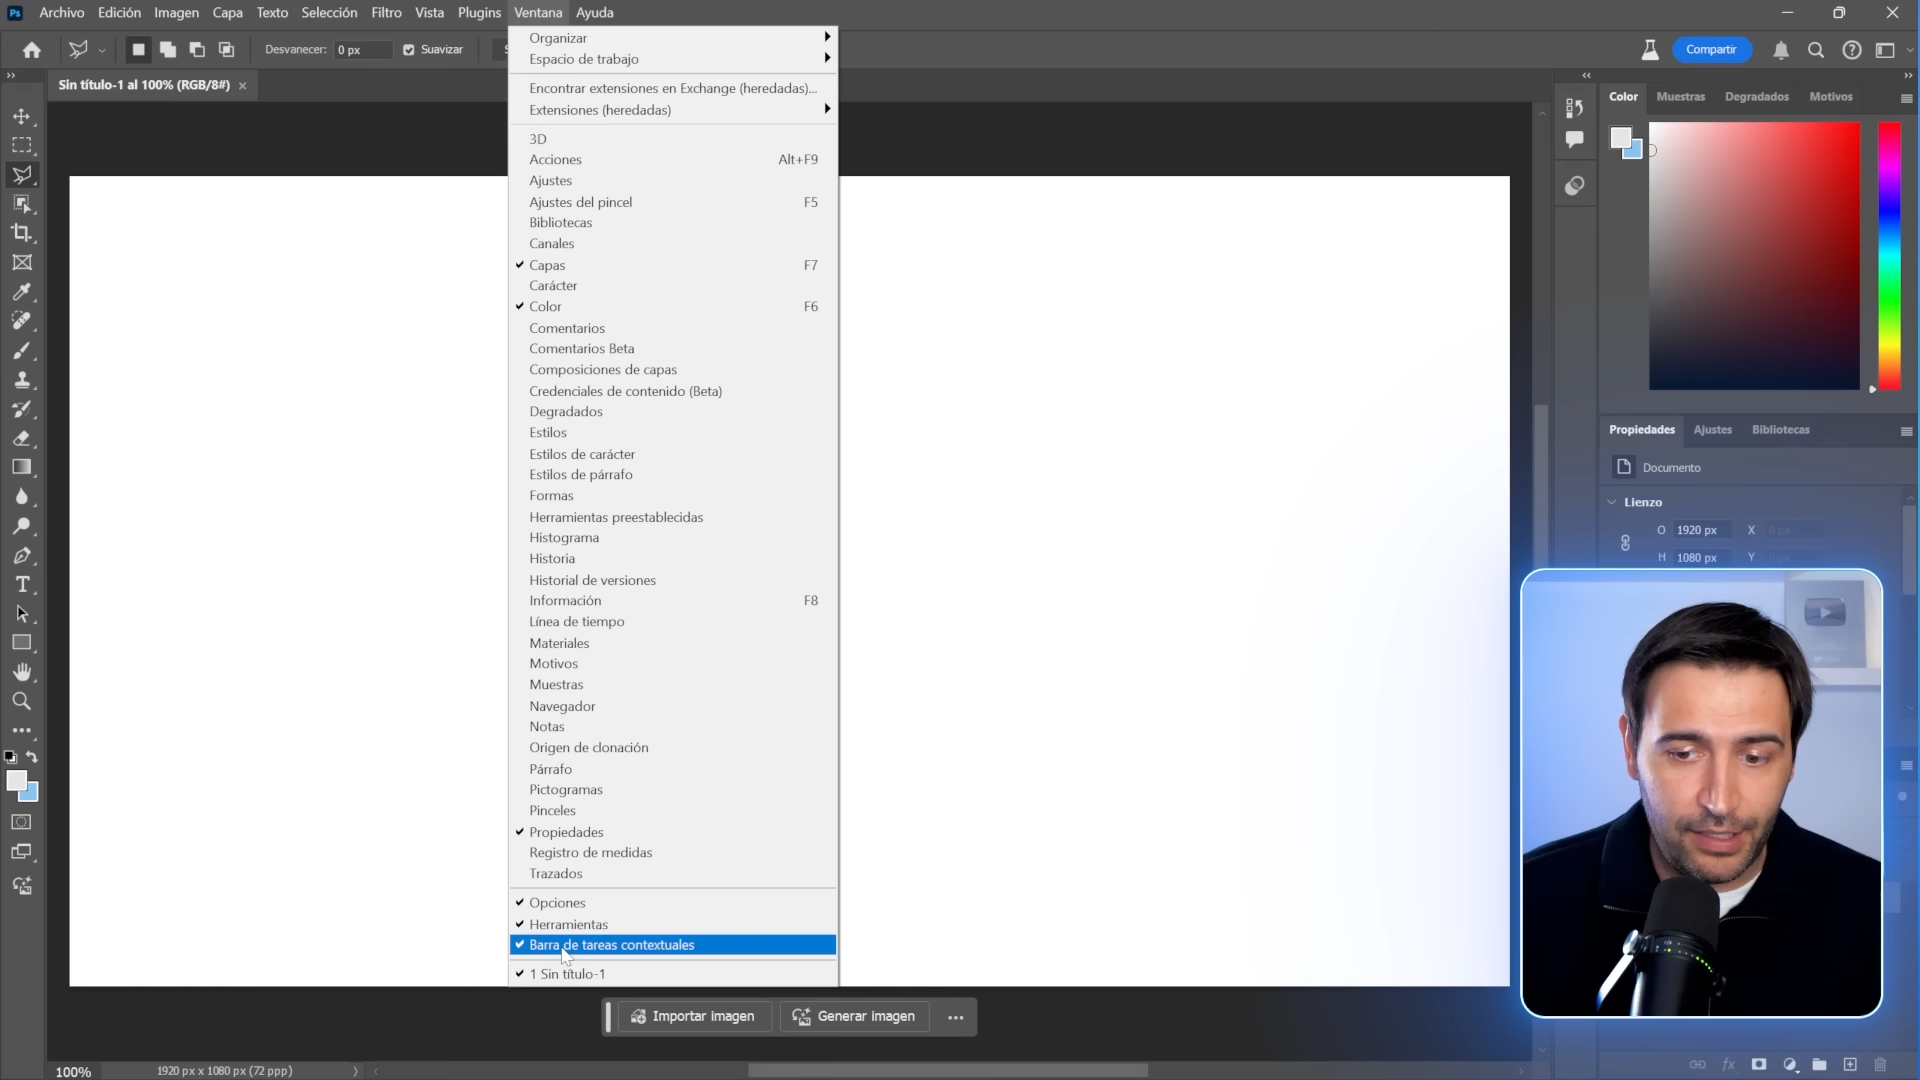 Ps Archivo Edición Imagen Capa Texto Selección Filtro Vista Plugins Ventana Ayuda
Desvanecer: 0 px Suavizar
Compartir
Sin título-1 al 100% (RGB/8#)
Organizar
Espacio de trabajo
Encontrar extensiones en Exchange (heredadas)...
Extensiones (heredadas)
3D
Acciones Alt+F9
Ajustes
Ajustes del pincel F5
Bibliotecas
Canales
Capas F7
Carácter
Color F6
Comentarios
Comentarios Beta
Composiciones de capas
Credenciales de contenido (Beta)
Degradados
Estilos
Estilos de carácter
Estilos de párrafo
Formas
Herramientas preestablecidas
Histograma
Historia
Historial de versiones
Información F8
Línea de tiempo
Materiales
Motivos
Muestras
Navegador
Notas
Origen de clonación
Párrafo
Pictogramas
Pinceles
Propiedades
Registro de medidas
Trazados
Opciones
Herramientas
Barra de tareas contextuales
1 Sin título-1
Importar imagen Generar imagen
Color Muestras Degradados Motivos
Propiedades Ajustes Bibliotecas
Documento
Lienzo
O 1920 px X 0 px
H 1080 px Y
fx
100% 1920 px x 1080 px (72 ppp)